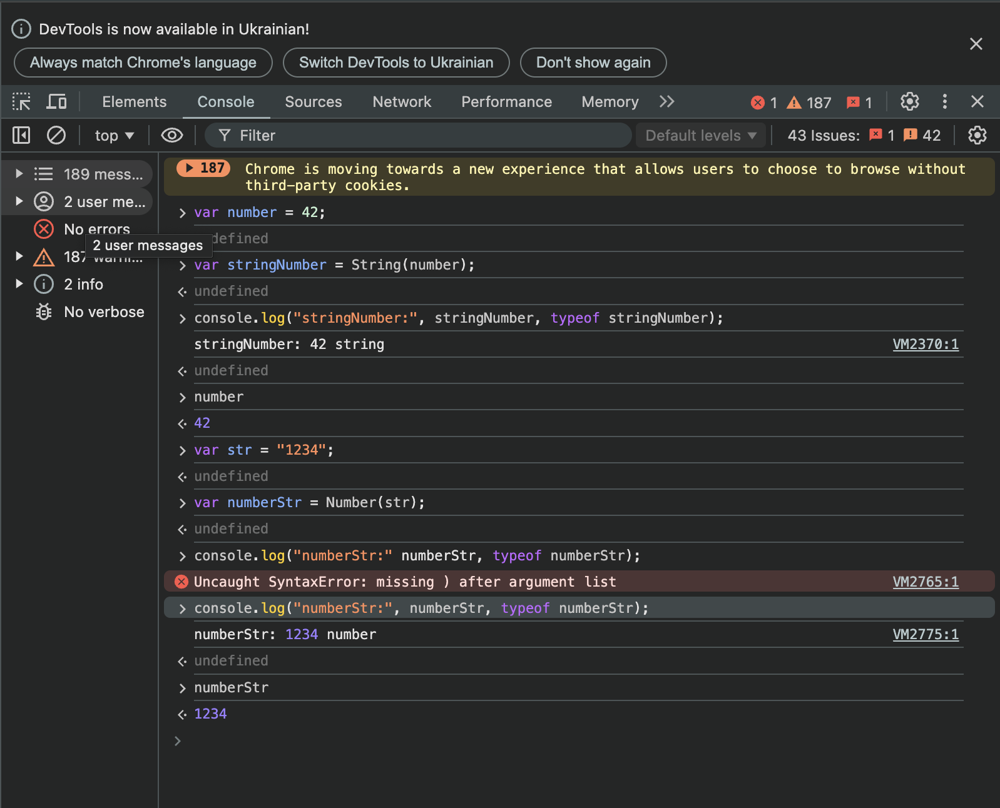 DevTools is now available in Ukrainian!
Always match Chrome's language
Switch DevTools to Ukrainian
Don't show again
Elements Console Sources Network Performance Memory 1 187 1
top Filter Default levels 43 Issues: 1 42
189 mess...
2 user me...
No errors
2 user messages
187 warni...
2 info
No verbose
187 Chrome is moving towards a new experience that allows users to choose to browse without
third-party cookies.
var number = 42;
defined
var stringNumber = String(number);
undefined
console.log("stringNumber:", stringNumber, typeof stringNumber);
stringNumber: 42 string VM2370:1
undefined
number
42
var str = "1234";
undefined
var numberStr = Number(str);
undefined
console.log("numberStr:" numberStr, typeof numberStr);
Uncaught SyntaxError: missing ) after argument list VM2765:1
console.log("numberStr:", numberStr, typeof numberStr);
numberStr: 1234 number VM2775:1
undefined
numberStr
1234